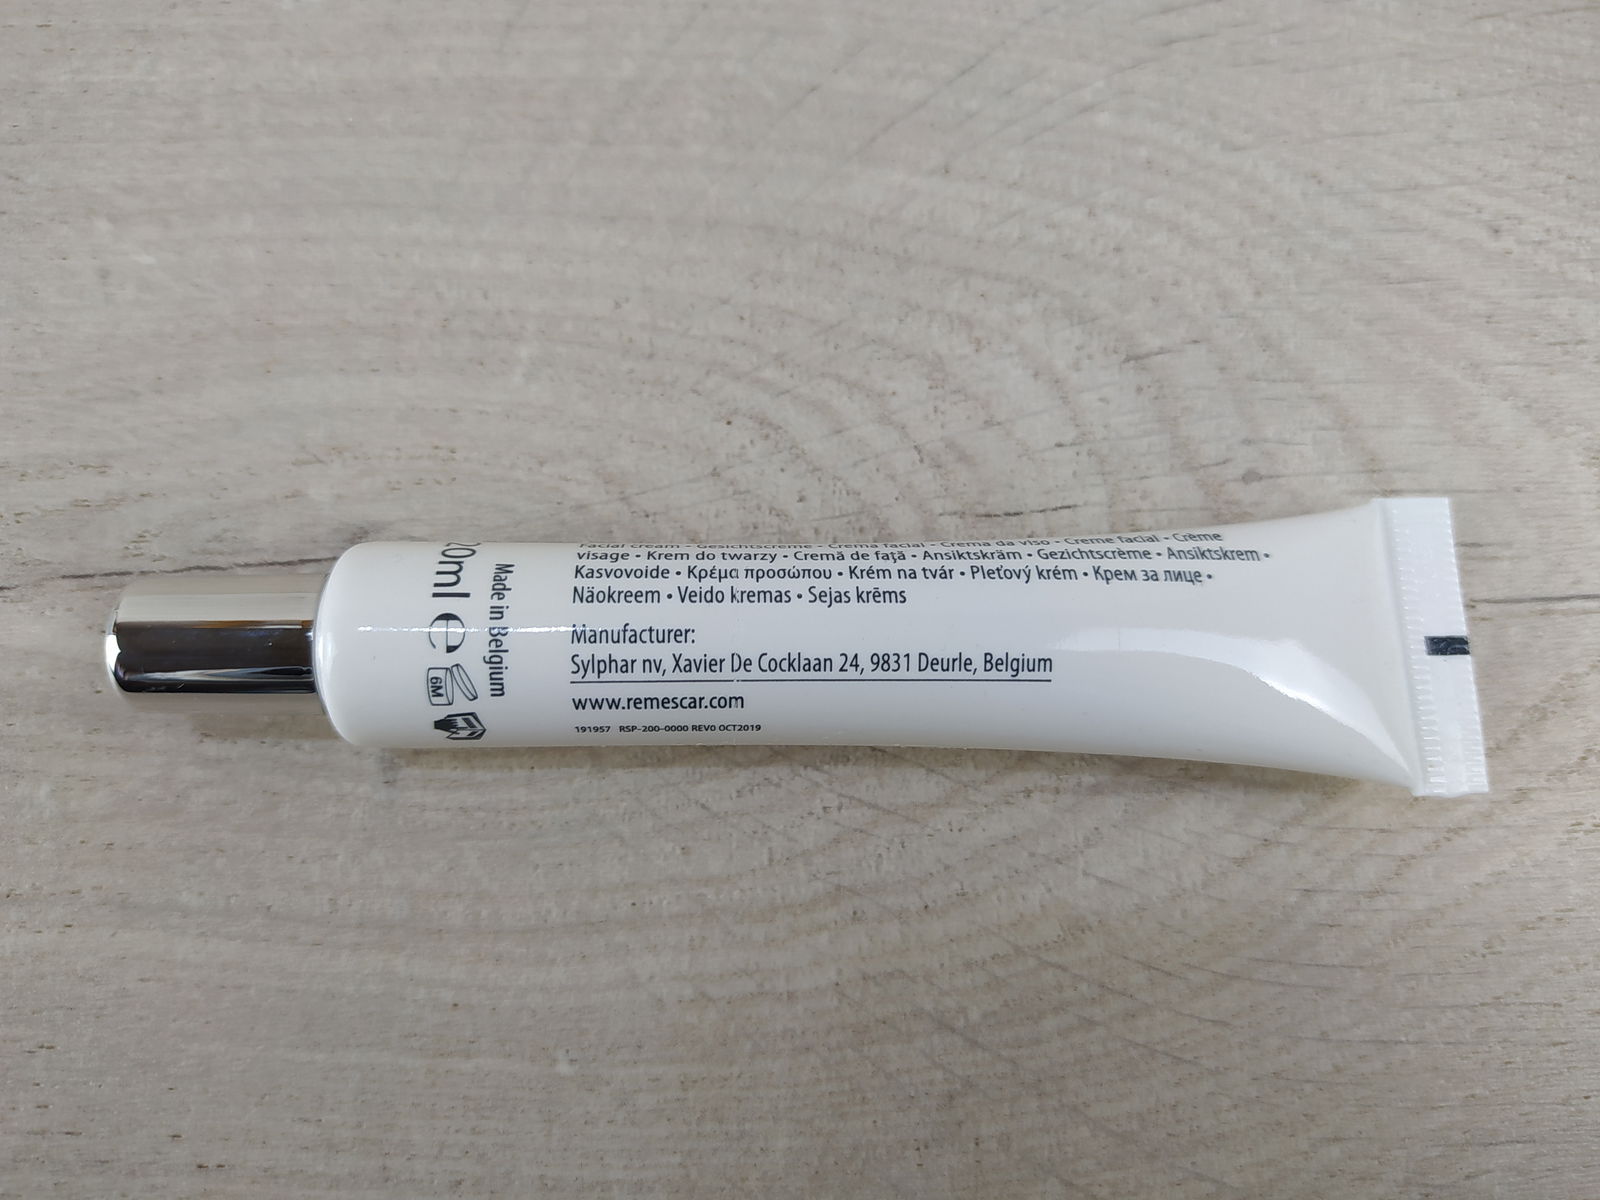 Facial cream - Gesichtscreme - Crema facial - Crema da viso - Creme facial - Crème
visage • Krem do twarzy • Cremă de faţă • Ansiktskräm • Gezichtscrème • Ansiktskrem •
Kasvovoide • Κρέμα προσώπου • Krém na tvár • Pleťový krém • Крем за лице •
Näokreem • Veido kremas • Sejas krēms
Manufacturer:
Sylphar nv, Xavier De Cocklaan 24, 9831 Deurle, Belgium
www.remescar.com
191957 RSP-200-0000 REV0 OCT2019
Made in Belgium
20ml e
6M